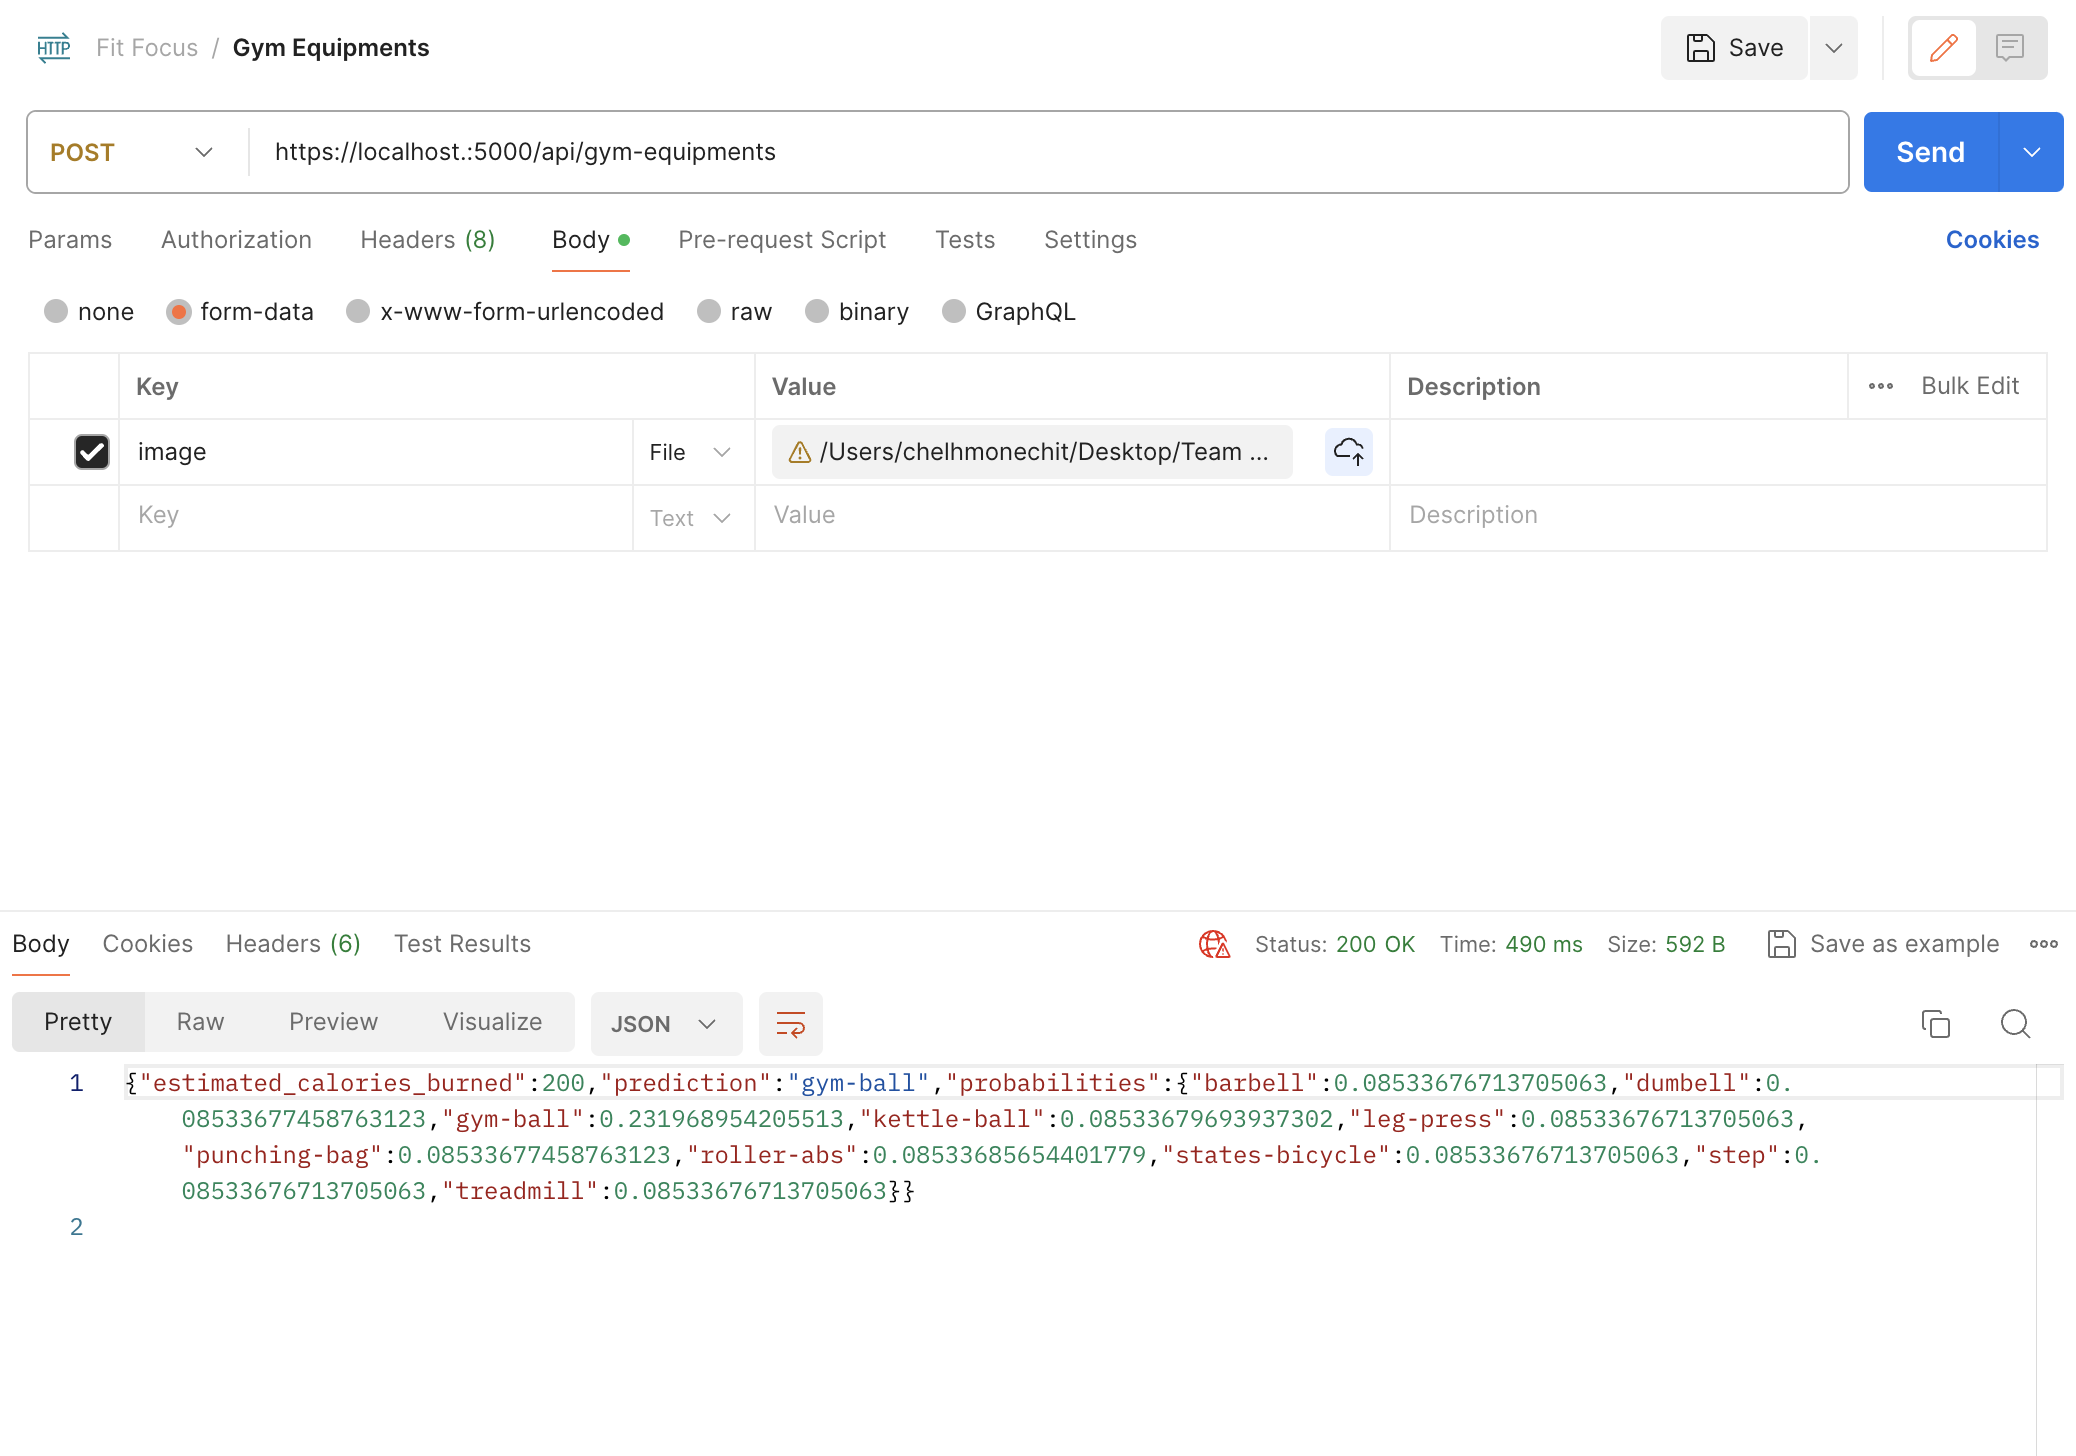 HTTP Fit Focus / Gym Equipments Save
POST https://localhost.:5000/api/gym-equipments Send
Params Authorization Headers (8) Body Pre-request Script Tests Settings Cookies
none form-data x-www-form-urlencoded raw binary GraphQL
Key Value Description Bulk Edit
image File /Users/chelhmonechit/Desktop/Team ...
Key Text Value Description
Body Cookies Headers (6) Test Results Status: 200 OK Time: 490 ms Size: 592 B Save as example
Pretty Raw Preview Visualize JSON
1 {"estimated_calories_burned":200,"prediction":"gym-ball","probabilities":{"barbell":0.08533676713705063,"dumbell":0.
08533677458763123,"gym-ball":0.231968954205513,"kettle-ball":0.08533679693937302,"leg-press":0.08533676713705063,
"punching-bag":0.08533677458763123,"roller-abs":0.08533685654401779,"states-bicycle":0.08533676713705063,"step":0.
08533676713705063,"treadmill":0.08533676713705063}}
2